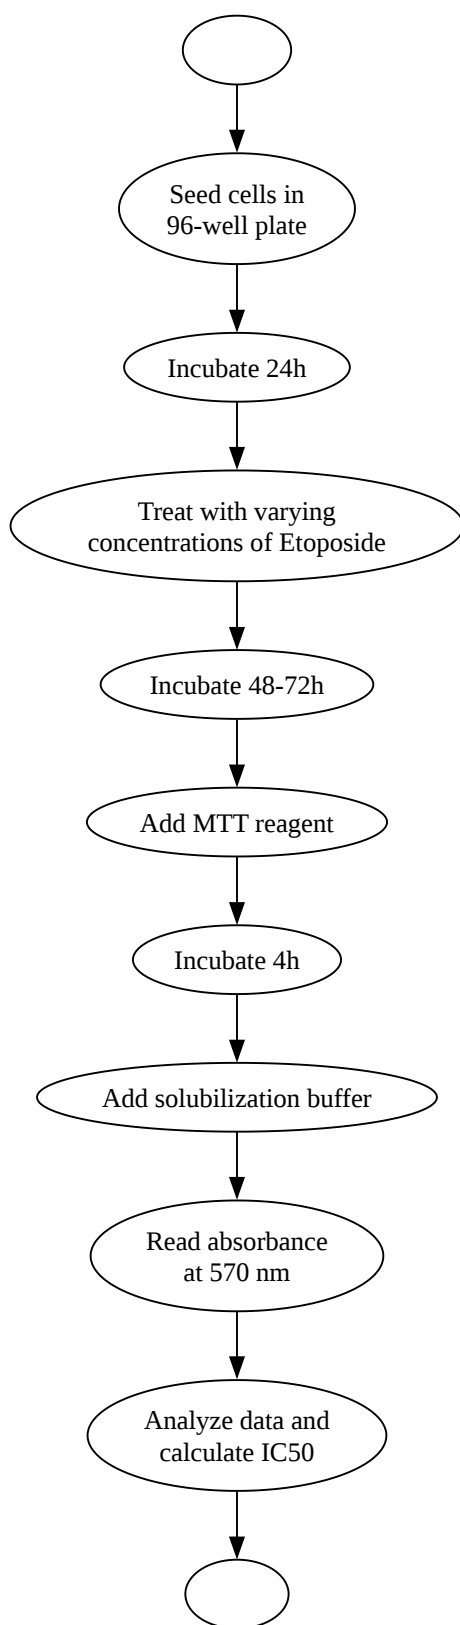 Seed cells in
96-well plate
Incubate 24h
Treat with varying
concentrations of Etoposide
Incubate 48-72h
Add MTT reagent
Incubate 4h
Add solubilization buffer
Read absorbance
at 570 nm
Analyze data and
calculate IC50